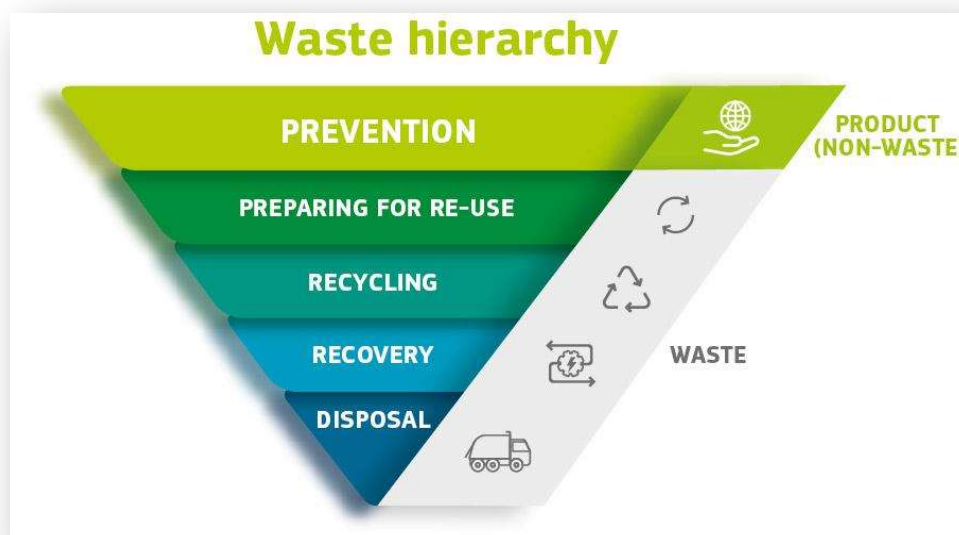 Waste hierarchy
PREVENTION
PRODUCT
(NON-WASTE
PREPARING FOR RE-USE
RECYCLING
RECOVERY
WASTE
DISPOSAL